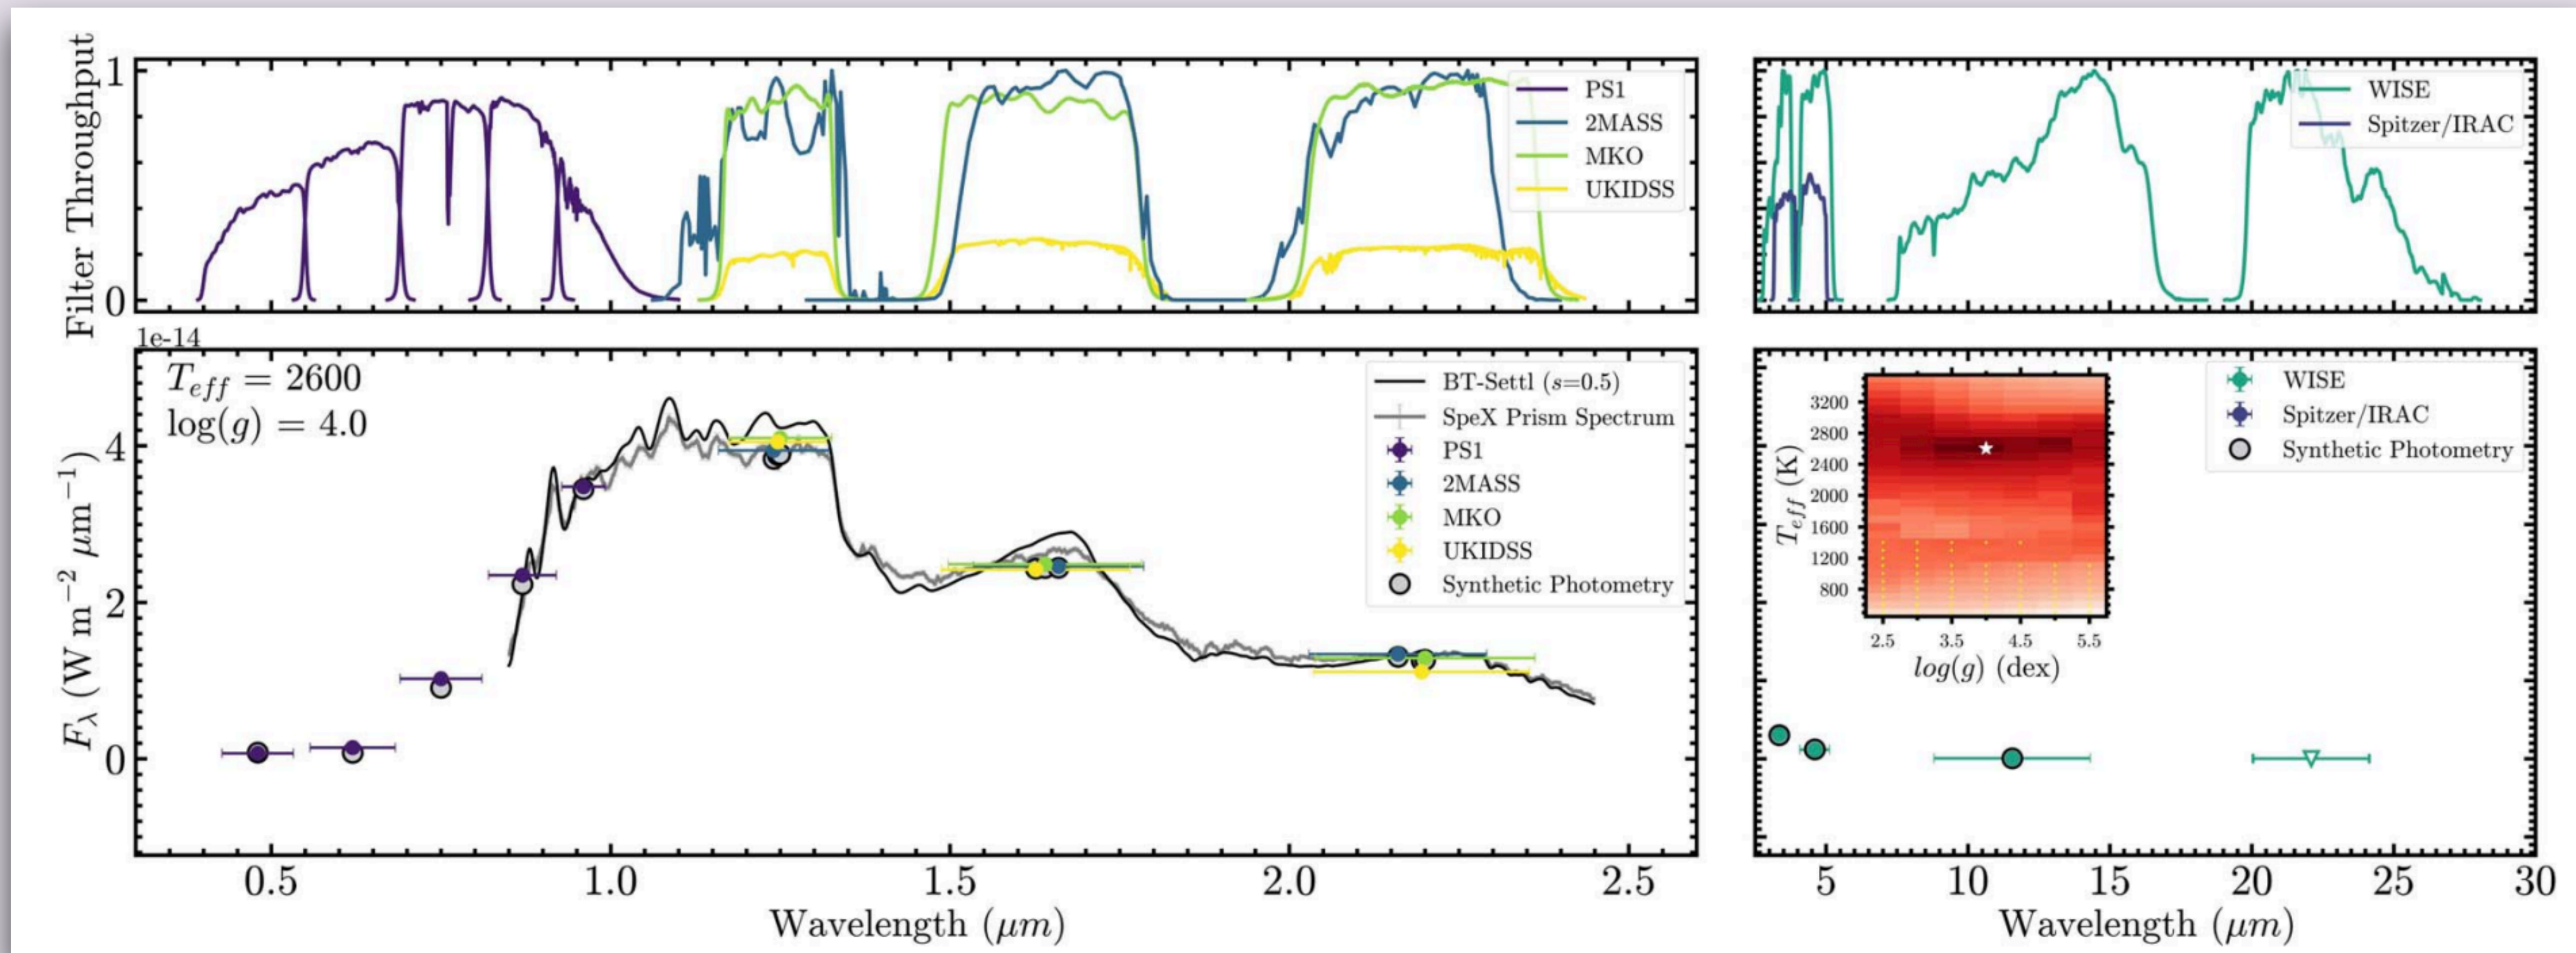 Filter Throughput
1
0
PS1
2MASS
MKO
UKIDSS
WISE
Spitzer/IRAC
1e-14
T_eff = 2600
log(g) = 4.0
F_λ (W m⁻² μm⁻¹)
4
2
0
BT-Settl (s=0.5)
SpeX Prism Spectrum
PS1
2MASS
MKO
UKIDSS
Synthetic Photometry
0.5 1.0 1.5 2.0 2.5
Wavelength (μm)
T_eff (K)
3200
2800
2400
2000
1600
1200
800
2.5 3.5 4.5 5.5
log(g) (dex)
WISE
Spitzer/IRAC
Synthetic Photometry
5 10 15 20 25 30
Wavelength (μm)